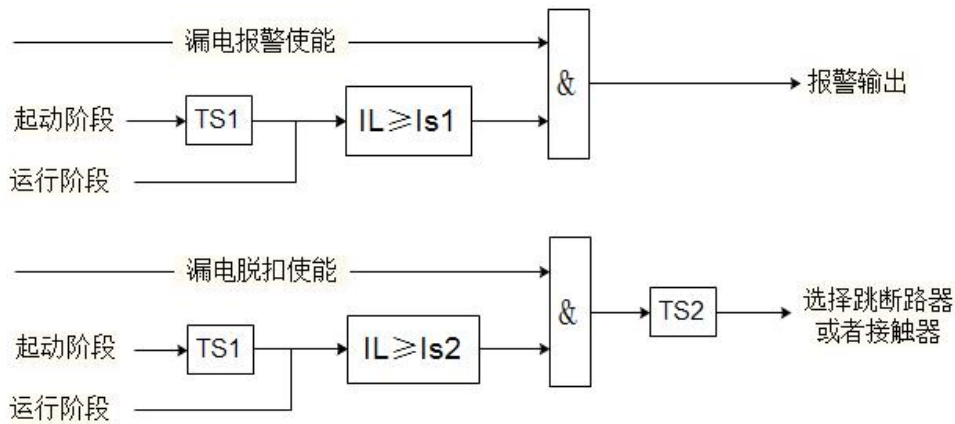 漏电报警使能
&
报警输出
起动阶段
TS1
IL≥Is1
运行阶段
漏电脱扣使能
&
TS2
选择跳断路器
或者接触器
起动阶段
TS1
IL≥Is2
运行阶段